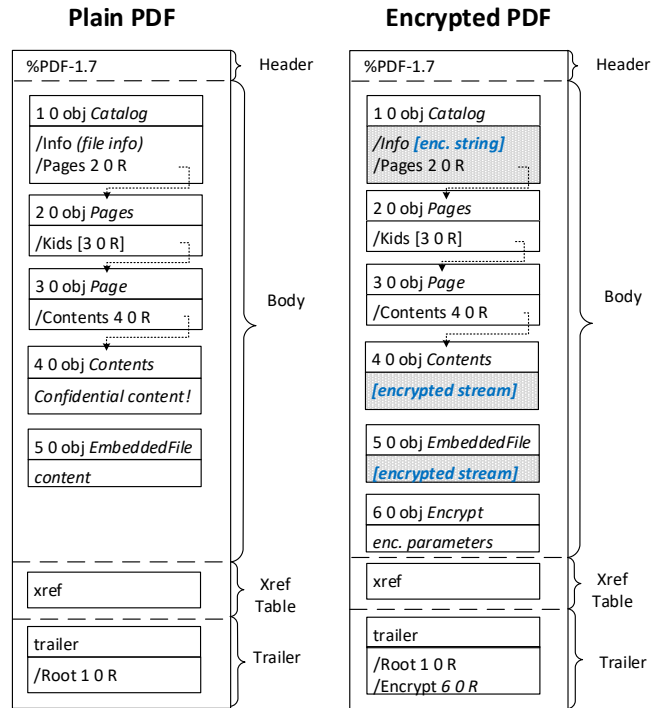 Plain PDF
%PDF-1.7
Header
1 0 obj Catalog
/Info (file info)
/Pages 2 0 R
2 0 obj Pages
/Kids [3 0 R]
3 0 obj Page
/Contents 4 0 R
Body
4 0 obj Contents
Confidential content!
5 0 obj EmbeddedFile
content
xref
Xref
Table
trailer
/Root 1 0 R
Trailer
Encrypted PDF
%PDF-1.7
Header
1 0 obj Catalog
/Info [enc. string]
/Pages 2 0 R
2 0 obj Pages
/Kids [3 0 R]
3 0 obj Page
/Contents 4 0 R
Body
4 0 obj Contents
[encrypted stream]
5 0 obj EmbeddedFile
[encrypted stream]
6 0 obj Encrypt
enc. parameters
xref
Xref
Table
trailer
/Root 1 0 R
/Encrypt 6 0 R
Trailer